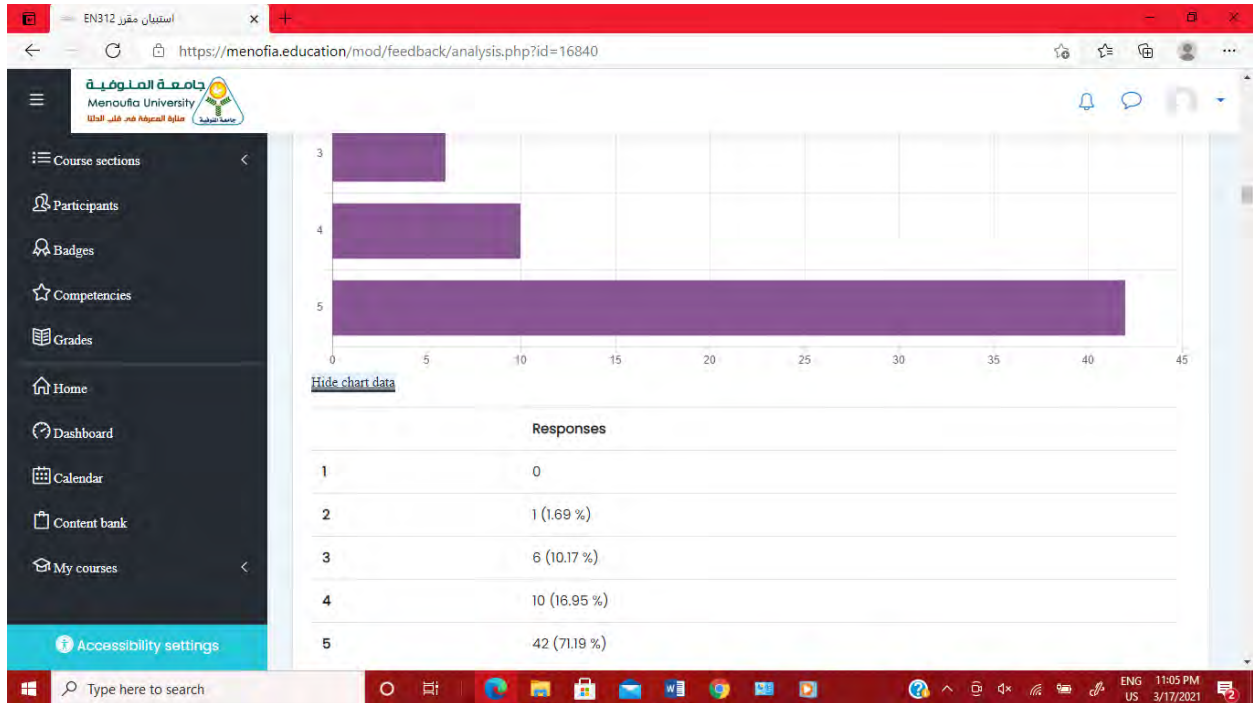 استبيان مقرر EN312
https://menofia.education/mod/feedback/analysis.php?id=16840
جامعة المنوفية
Menoufia University
منارة المعرفة فى قلب الدلتا
Course sections
Participants
Badges
Competencies
Grades
Home
Dashboard
Calendar
Content bank
My courses
Accessibility settings
3
4
5
0 5 10 15 20 25 30 35 40 45
Hide chart data
Responses
1 0
2 1 (1.69 %)
3 6 (10.17 %)
4 10 (16.95 %)
5 42 (71.19 %)
Type here to search
ENG 11:05 PM
US 3/17/2021
2